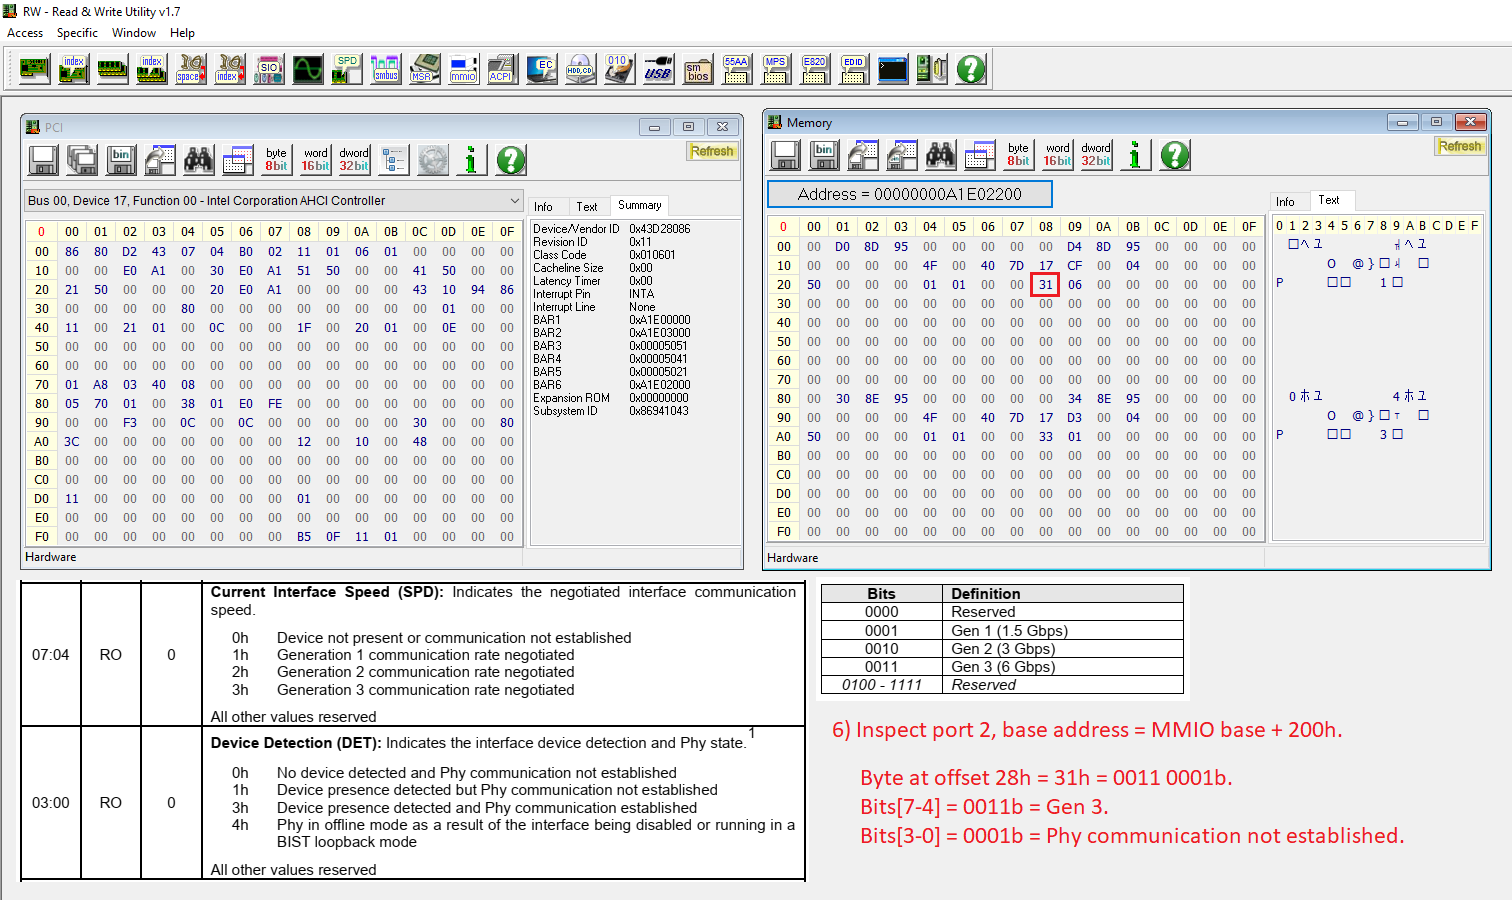 RW - Read & Write Utility v1.7
Access Specific Window Help
index index space index SIO SPD smbus MSR mmio ACPI EC HDD,CD 010 USB sm bios 55AA MPS E820 EDID
PCI
bin byte 8bit word 16bit dword 32bit Refresh
Bus 00, Device 17, Function 00 - Intel Corporation AHCI Controller
0 00 01 02 03 04 05 06 07 08 09 0A 0B 0C 0D 0E 0F
00 86 80 D2 43 07 04 B0 02 11 01 06 01 00 00 00 00
10 00 00 E0 A1 00 30 E0 A1 51 50 00 00 41 50 00 00
20 21 50 00 00 00 20 E0 A1 00 00 00 00 43 10 94 86
30 00 00 00 00 80 00 00 00 00 00 00 00 00 01 00 00
40 11 00 21 01 00 0C 00 00 1F 00 20 01 00 0E 00 00
50 00 00 00 00 00 00 00 00 00 00 00 00 00 00 00 00
60 00 00 00 00 00 00 00 00 00 00 00 00 00 00 00 00
70 01 A8 03 40 08 00 00 00 00 00 00 00 00 00 00 00
80 05 70 01 00 38 01 E0 FE 00 00 00 00 00 00 00 00
90 00 00 F3 00 0C 00 0C 00 00 00 00 00 30 00 00 80
A0 3C 00 00 00 00 00 00 00 12 00 10 00 48 00 00 00
B0 00 00 00 00 00 00 00 00 00 00 00 00 00 00 00 00
C0 00 00 00 00 00 00 00 00 00 00 00 00 00 00 00 00
D0 11 00 00 00 00 00 00 00 01 00 00 00 00 00 00 00
E0 00 00 00 00 00 00 00 00 00 00 00 00 00 00 00 00
F0 00 00 00 00 00 00 00 00 B5 0F 11 01 00 00 00 00
Hardware
Info Text Summary
Device/Vendor ID 0x43D28086
Revision ID 0x11
Class Code 0x010601
Cacheline Size 0x00
Latency Timer 0x00
Interrupt Pin INTA
Interrupt Line None
BAR1 0xA1E00000
BAR2 0xA1E03000
BAR3 0x00005051
BAR4 0x00005041
BAR5 0x00005021
BAR6 0xA1E02000
Expansion ROM 0x00000000
Subsystem ID 0x86941043
Memory
bin byte 8bit word 16bit dword 32bit Refresh
Address = 00000000A1E02200
0 00 01 02 03 04 05 06 07 08 09 0A 0B 0C 0D 0E 0F
00 00 D0 8D 95 00 00 00 00 00 D4 8D 95 00 00 00 00
10 00 00 00 00 4F 00 40 7D 17 CF 00 04 00 00 00 00
20 50 00 00 00 01 01 00 00 31 06 00 00 00 00 00 00
30 00 00 00 00 00 00 00 00 00 00 00 00 00 00 00 00
40 00 00 00 00 00 00 00 00 00 00 00 00 00 00 00 00
50 00 00 00 00 00 00 00 00 00 00 00 00 00 00 00 00
60 00 00 00 00 00 00 00 00 00 00 00 00 00 00 00 00
70 00 00 00 00 00 00 00 00 00 00 00 00 00 00 00 00
80 00 30 8E 95 00 00 00 00 00 34 8E 95 00 00 00 00
90 00 00 00 00 4F 00 40 7D 17 D3 00 04 00 00 00 00
A0 50 00 00 00 01 01 00 00 33 01 00 00 00 00 00 00
B0 00 00 00 00 00 00 00 00 00 00 00 00 00 00 00 00
C0 00 00 00 00 00 00 00 00 00 00 00 00 00 00 00 00
D0 00 00 00 00 00 00 00 00 00 00 00 00 00 00 00 00
E0 00 00 00 00 00 00 00 00 00 00 00 00 00 00 00 00
F0 00 00 00 00 00 00 00 00 00 00 00 00 00 00 00 00
Hardware
Info Text
0 1 2 3 4 5 6 7 8 9 A B C D E F
O @ }
P 1
0 4
O @ }
P 3
07:04 RO 0
Current Interface Speed (SPD): Indicates the negotiated interface communication
speed.
0h Device not present or communication not established
1h Generation 1 communication rate negotiated
2h Generation 2 communication rate negotiated
3h Generation 3 communication rate negotiated
All other values reserved
03:00 RO 0
Device Detection (DET): Indicates the interface device detection and Phy state.1
0h No device detected and Phy communication not established
1h Device presence detected but Phy communication not established
3h Device presence detected and Phy communication established
4h Phy in offline mode as a result of the interface being disabled or running in a
BIST loopback mode
All other values reserved
Bits Definition
0000 Reserved
0001 Gen 1 (1.5 Gbps)
0010 Gen 2 (3 Gbps)
0011 Gen 3 (6 Gbps)
0100 - 1111 Reserved
6) Inspect port 2, base address = MMIO base + 200h.
Byte at offset 28h = 31h = 0011 0001b.
Bits[7-4] = 0011b = Gen 3.
Bits[3-0] = 0001b = Phy communication not established.